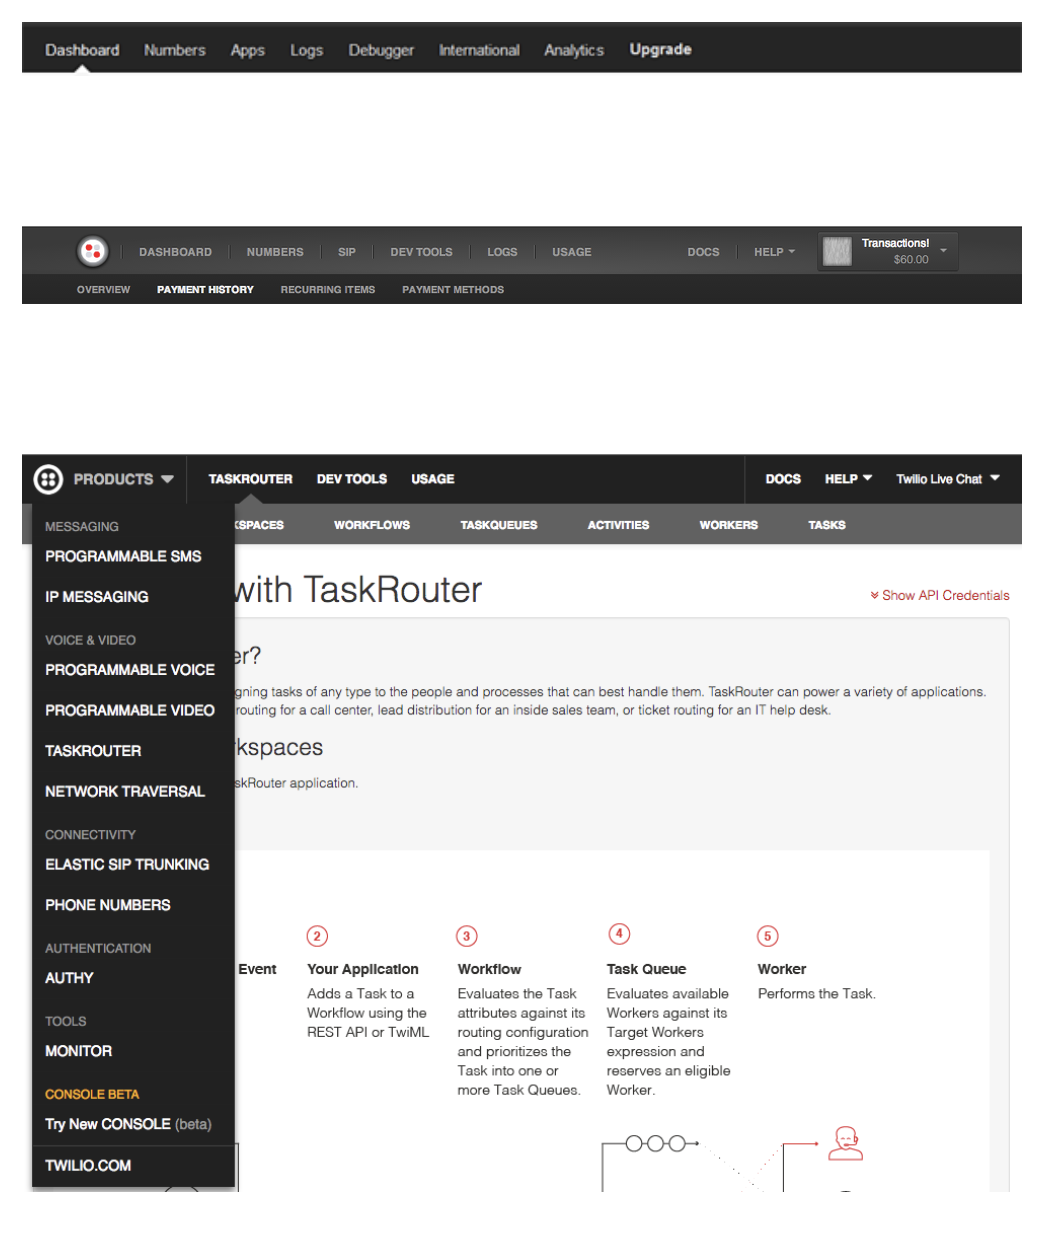 Dashboard Numbers Apps Logs Debugger International Analytics Upgrade
DASHBOARD NUMBERS SIP DEV TOOLS LOGS USAGE DOCS HELP Transactions!
$60.00
OVERVIEW PAYMENT HISTORY RECURRING ITEMS PAYMENT METHODS
PRODUCTS TASKROUTER DEV TOOLS USAGE DOCS HELP Twilio Live Chat
KSPACES WORKFLOWS TASKQUEUES ACTIVITIES WORKERS TASKS
MESSAGING
PROGRAMMABLE SMS
IP MESSAGING
VOICE & VIDEO
PROGRAMMABLE VOICE
PROGRAMMABLE VIDEO
TASKROUTER
NETWORK TRAVERSAL
CONNECTIVITY
ELASTIC SIP TRUNKING
PHONE NUMBERS
AUTHENTICATION
AUTHY
TOOLS
MONITOR
CONSOLE BETA
Try New CONSOLE (beta)
TWILIO.COM
with TaskRouter
Show API Credentials
er?
gning tasks of any type to the people and processes that can best handle them. TaskRouter can power a variety of applications.
routing for a call center, lead distribution for an inside sales team, or ticket routing for an IT help desk.
kspaces
skRouter application.
Event
2
Your Application
Adds a Task to a
Workflow using the
REST API or TwiML
3
Workflow
Evaluates the Task
attributes against its
routing configuration
and prioritizes the
Task into one or
more Task Queues.
4
Task Queue
Evaluates available
Workers against its
Target Workers
expression and
reserves an eligible
Worker.
5
Worker
Performs the Task.